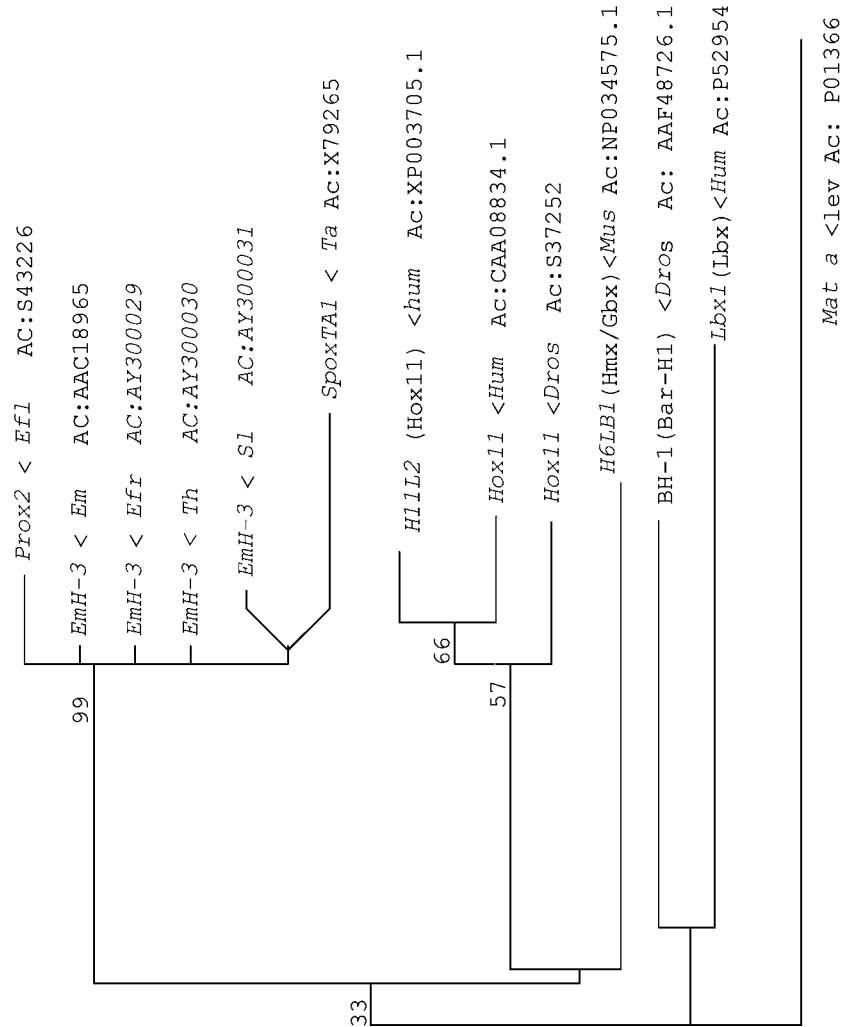 Prox2 < Efl AC:S43226
EmH-3 < Em AC:AAC18965
EmH-3 < Efr AC:AY300029
EmH-3 < Th AC:AY300030
EmH-3 < Sl AC:AY300031
SpoxTA1 < Ta Ac:X79265
H11L2 (Hox11) <hum Ac:XP003705.1
Hox11 <Hum Ac:CAA08834.1
Hox11 <Dros Ac:S37252
H6LB1(Hmx/Gbx)<Mus Ac:NP034575.1
BH-1(Bar-H1) <Dros Ac: AAF48726.1
Lbx1(Lbx)<Hum Ac:P52954
Mat a <lev Ac: P01366
99
66
57
33